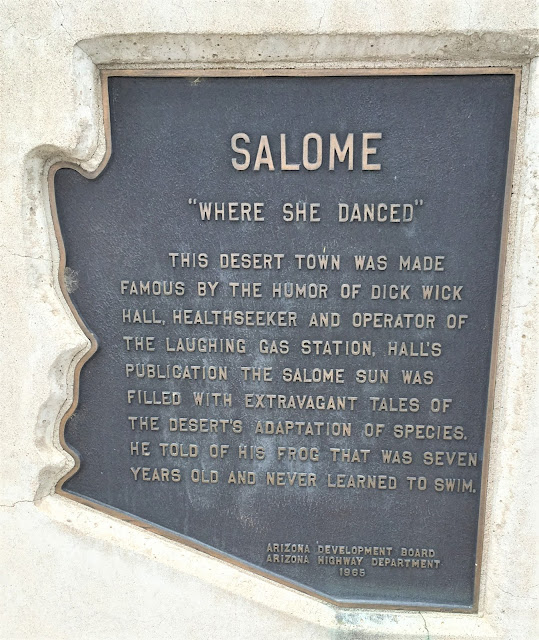 SALOME
"WHERE SHE DANCED"
THIS DESERT TOWN WAS MADE
FAMOUS BY THE HUMOR OF DICK WICK
HALL, HEALTHSEEKER AND OPERATOR OF
THE LAUGHING GAS STATION, HALL'S
PUBLICATION THE SALOME SUN WAS
FILLED WITH EXTRAVAGANT TALES OF
THE DESERT'S ADAPTATION OF SPECIES.
HE TOLD OF HIS FROG THAT WAS SEVEN
YEARS OLD AND NEVER LEARNED TO SWIM.
ARIZONA DEVELOPMENT BOARD
ARIZONA HIGHWAY DEPARTMENT
1965